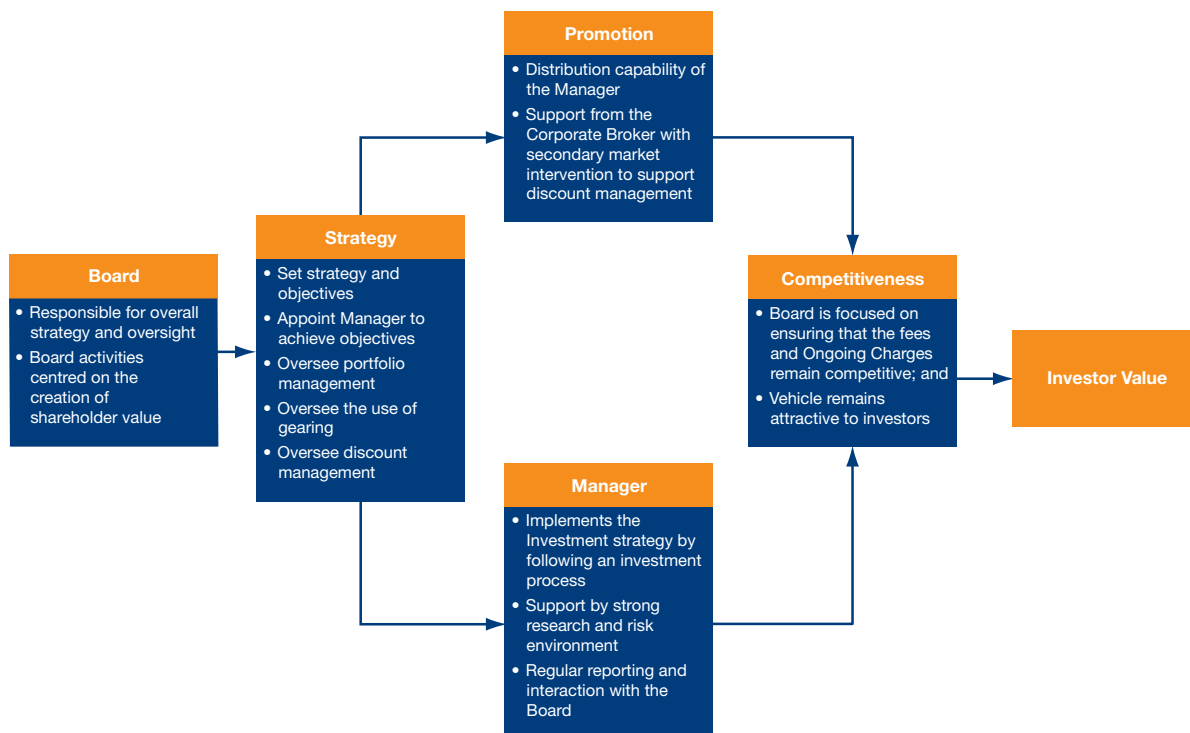 Board
• Responsible for overall
strategy and oversight
• Board activities
centred on the
creation of
shareholder value
Strategy
• Set strategy and
objectives
• Appoint Manager to
achieve objectives
• Oversee portfolio
management
• Oversee the use of
gearing
• Oversee discount
management
Promotion
• Distribution capability of
the Manager
• Support from the
Corporate Broker with
secondary market
intervention to support
discount management
Manager
• Implements the
Investment strategy by
following an investment
process
• Support by strong
research and risk
environment
• Regular reporting and
interaction with the
Board
Competitiveness
• Board is focused on
ensuring that the fees
and Ongoing Charges
remain competitive; and
• Vehicle remains
attractive to investors
Investor Value